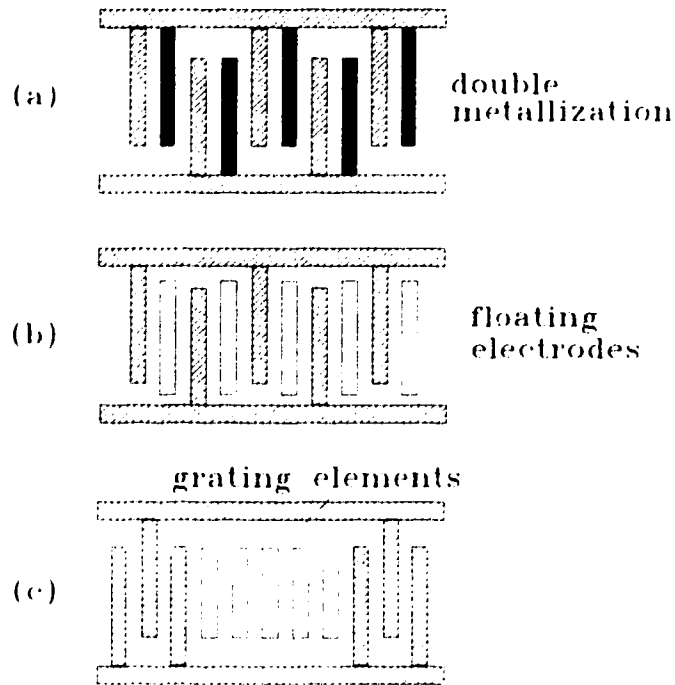 (a)
double
metallization
(b)
floating
electrodes
grating elements
(c)